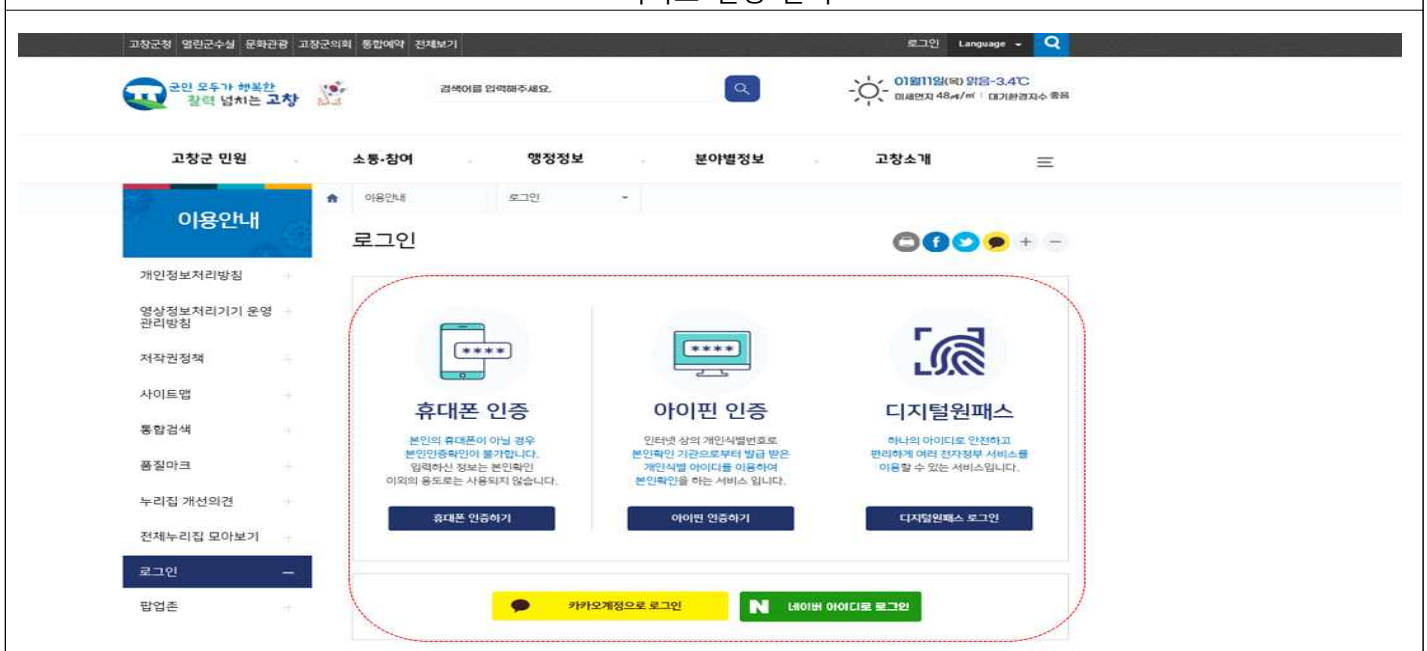 고창군청 열린군수실 문화관광 고창군의회 통합예약 전체보기
로그인 Language
군민 모두가 행복한
활력 넘치는 고창
검색어를 입력해주세요.
01월11일(목) 맑음-3.4℃
미세먼지 48㎍/㎥ 대기환경지수 좋음
고창군 민원 소통·참여 행정정보 분야별정보 고창소개
이용안내 로그인
이용안내
로그인
개인정보처리방침
영상정보처리기기 운영
관리방침
저작권정책
사이트맵
통합검색
품질마크
누리집 개선의견
전체누리집 모아보기
로그인
팝업존
휴대폰 인증
본인의 휴대폰이 아닐 경우
본인인증확인이 불가합니다.
입력하신 정보는 본인확인
이외의 용도로는 사용되지 않습니다.
휴대폰 인증하기
아이핀 인증
인터넷 상의 개인식별번호로
본인확인 기관으로부터 발급 받은
개인식별 아이디를 이용하여
본인확인을 하는 서비스 입니다.
아이핀 인증하기
디지털원패스
하나의 아이디로 안전하고
편리하게 여러 전자정부 서비스를
이용할 수 있는 서비스입니다.
디지털원패스 로그인
카카오계정으로 로그인
N 네이버 아이디로 로그인